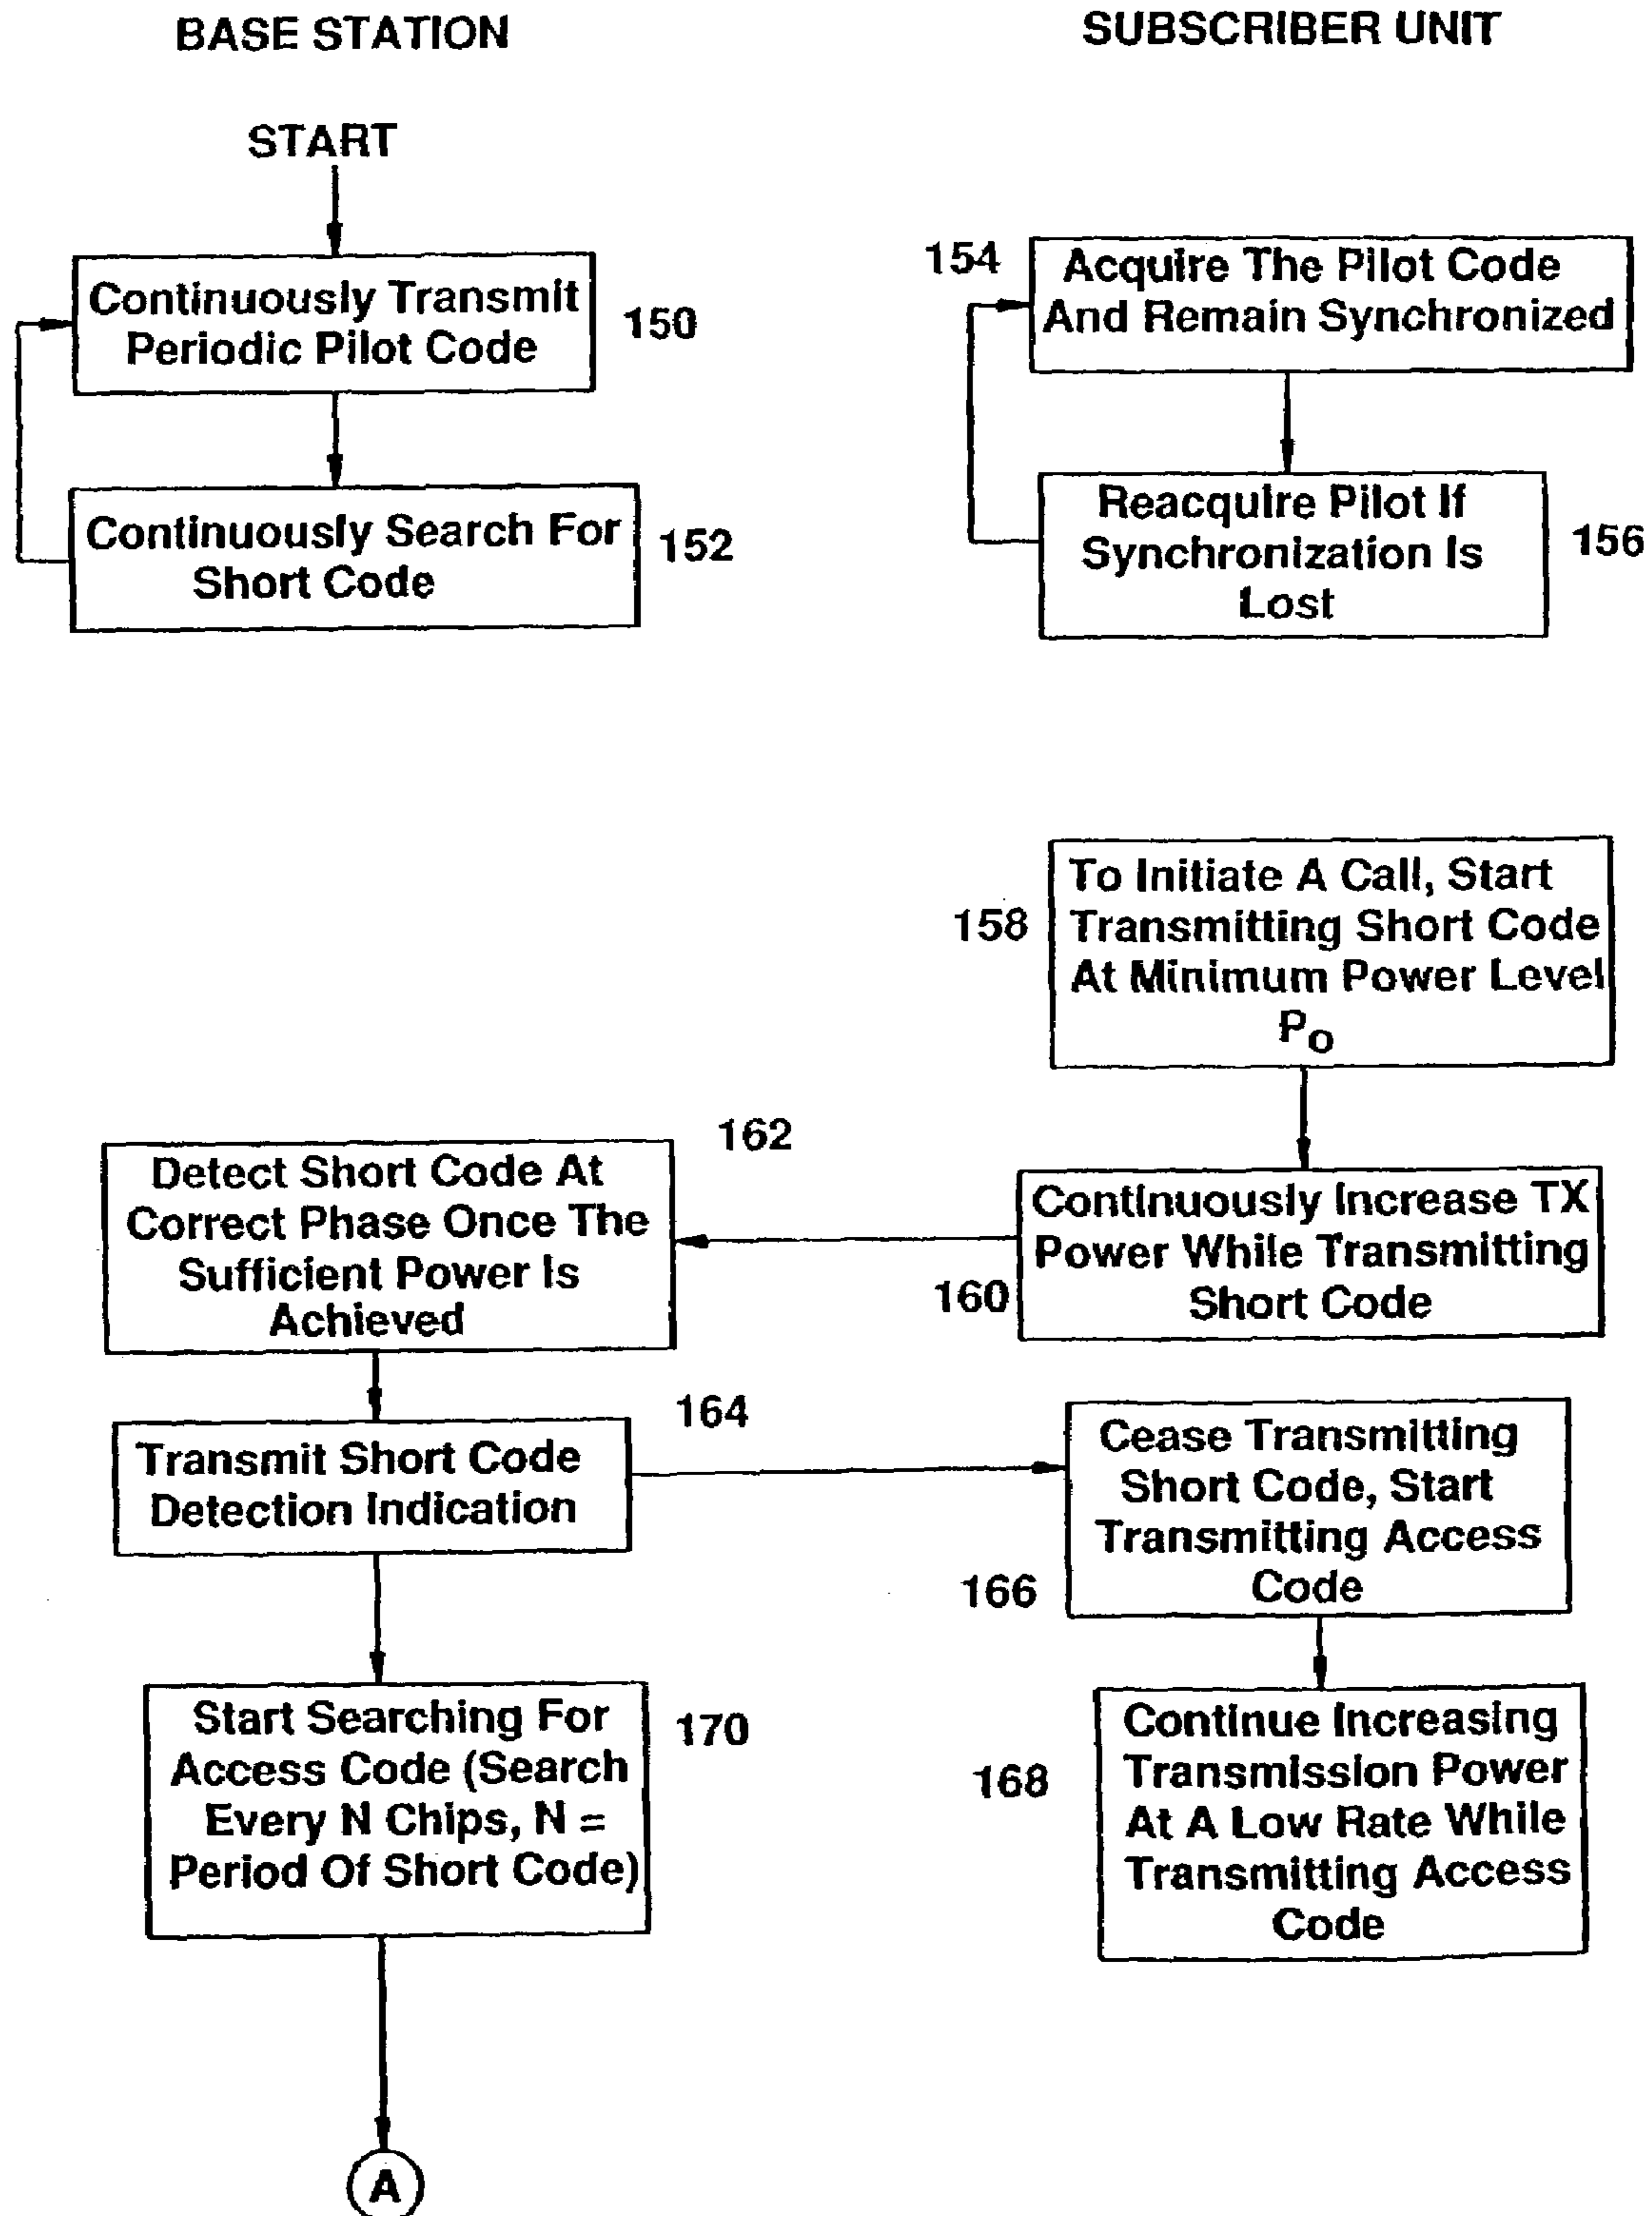 BASE STATION
SUBSCRIBER UNIT
START
Continuously Transmit
Periodic Pilot Code
150
154
Acquire The Pilot Code
And Remain Synchronized
Continuously Search For
Short Code
152
Reacquire Pilot If
Synchronization Is
Lost
156
158
To Initiate A Call, Start
Transmitting Short Code
At Minimum Power Level
Po
162
Detect Short Code At
Correct Phase Once The
Sufficient Power Is
Achieved
Continuously Increase TX
Power While Transmitting
Short Code
160
164
Transmit Short Code
Detection Indication
Cease Transmitting
Short Code, Start
Transmitting Access
Code
166
Start Searching For
Access Code (Search
Every N Chips, N =
Period Of Short Code)
170
168
Continue Increasing
Transmission Power
At A Low Rate While
Transmitting Access
Code
A